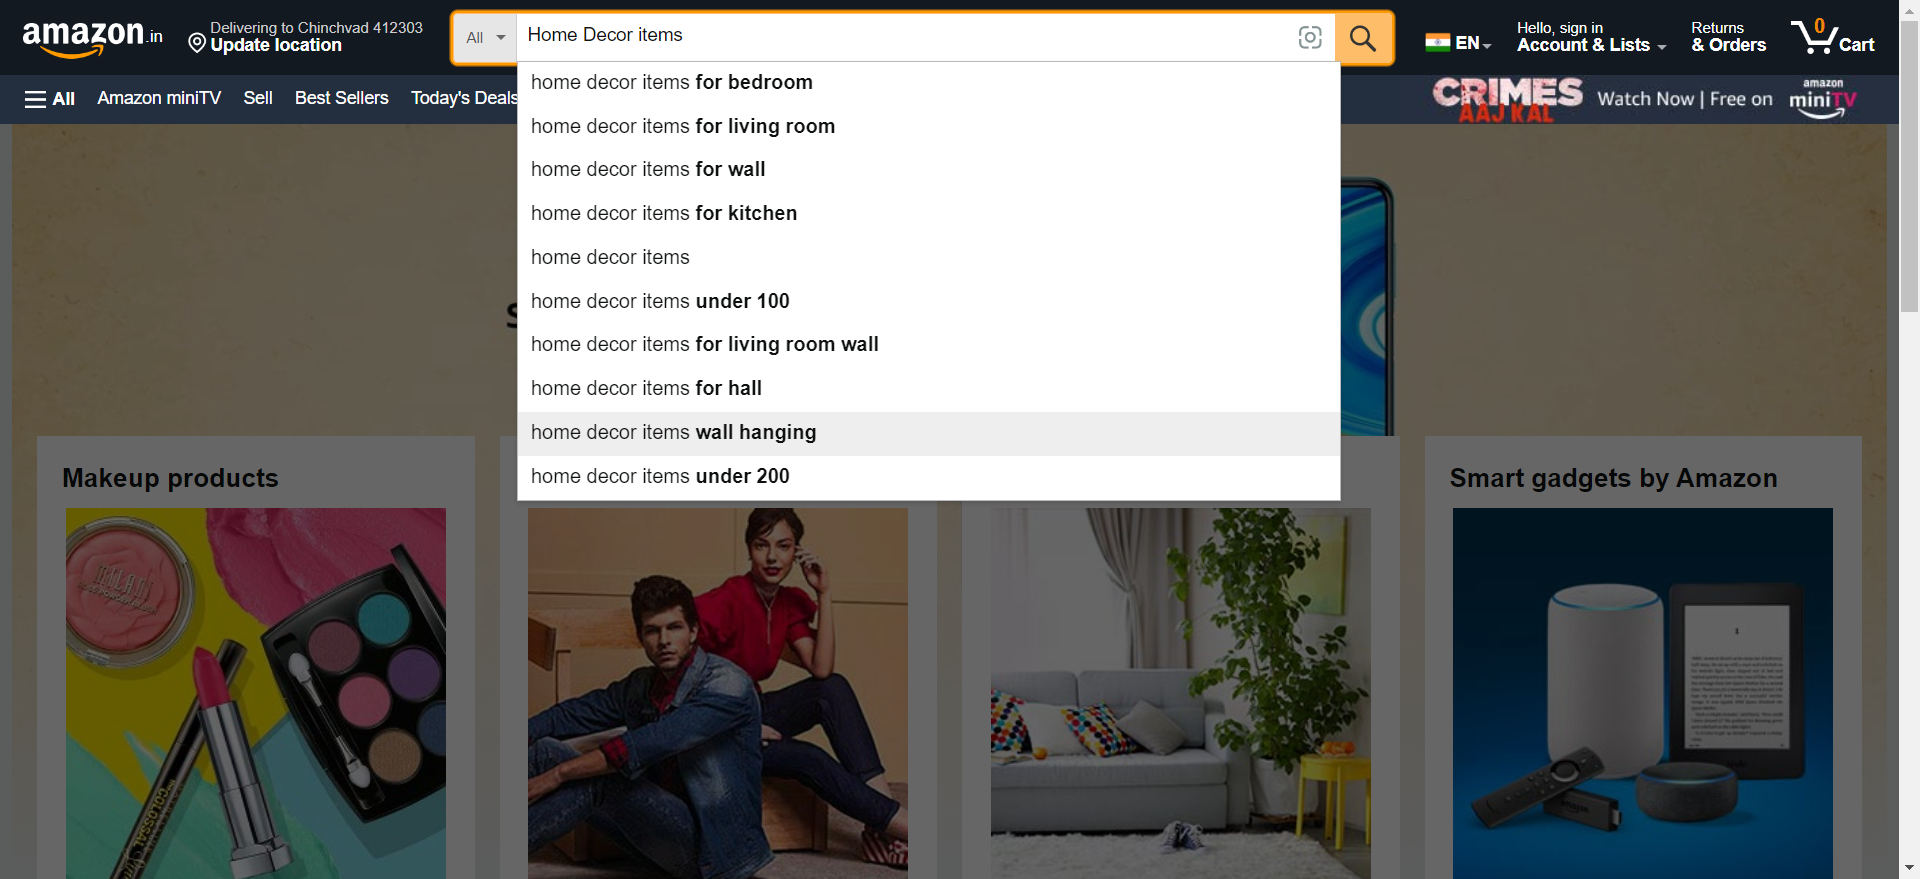 amazon.in
Delivering to Chinchvad 412303
Update location
All
Home Decor items
EN
Hello, sign in
Account & Lists
Returns
& Orders
0
Cart
All
Amazon miniTV
Sell
Best Sellers
Today's Deals
CRIMES
AAJ KAL
Watch Now | Free on
amazon
miniTV
home decor items for bedroom
home decor items for living room
home decor items for wall
home decor items for kitchen
home decor items
home decor items under 100
home decor items for living room wall
home decor items for hall
home decor items wall hanging
home decor items under 200
S
Makeup products
Smart gadgets by Amazon
MILANI
COLOSSAL
1
amazon
kindle